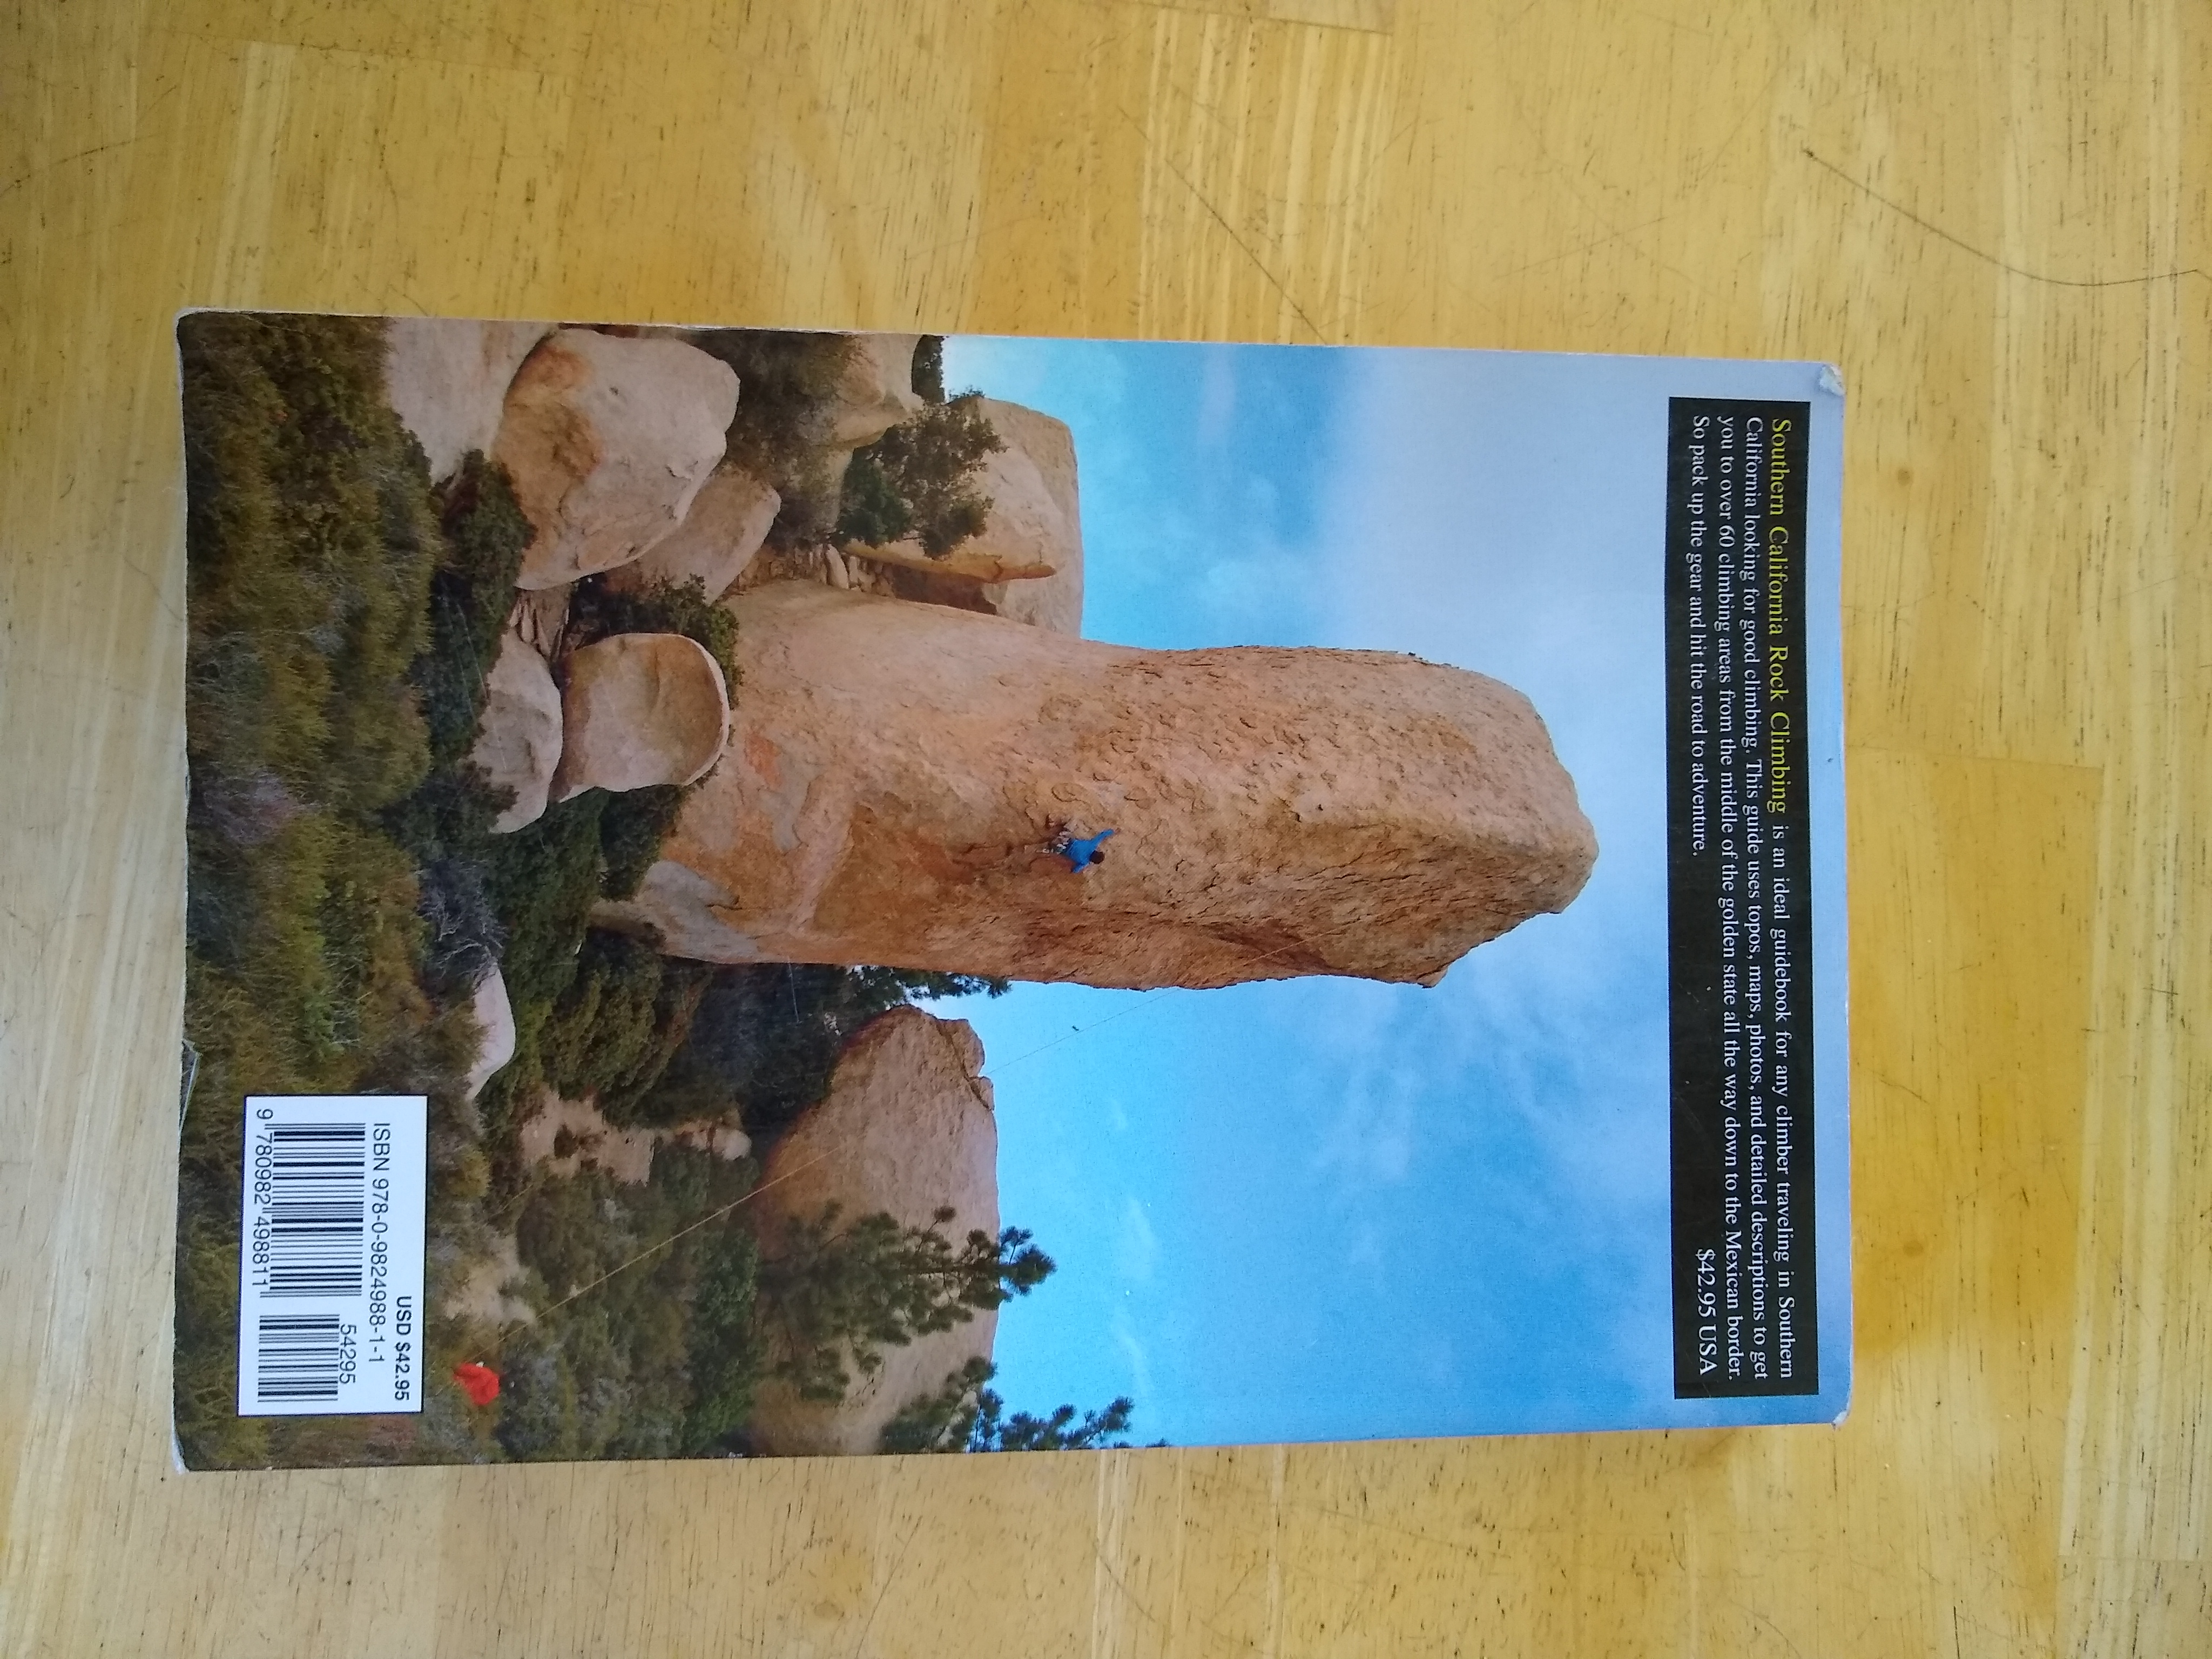 Southern California Rock Climbing is an ideal guidebook for any climber traveling in Southern
California looking for good climbing. This guide uses topos, maps, photos, and detailed descriptions to get
you to over 60 climbing areas from the middle of the golden state all the way down to the Mexican border.
So pack up the gear and hit the road to adventure.
$42.95 USA
USD $42.95
ISBN 978-0-9824988-1-1
54295
9 780982 498811